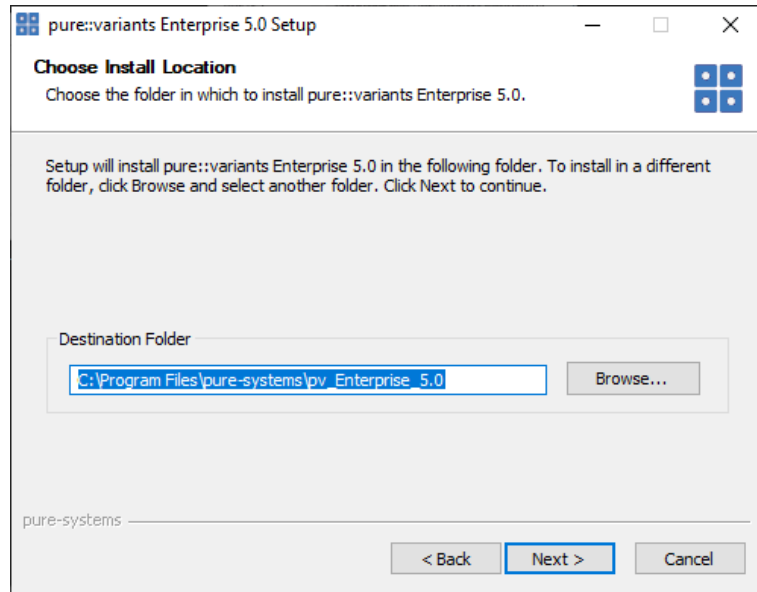 pure::variants Enterprise 5.0 Setup
Choose Install Location
Choose the folder in which to install pure::variants Enterprise 5.0.
Setup will install pure::variants Enterprise 5.0 in the following folder. To install in a different
folder, click Browse and select another folder. Click Next to continue.
Destination Folder
C:\Program Files\pure-systems\pv_Enterprise_5.0
Browse...
pure-systems
< Back
Next >
Cancel